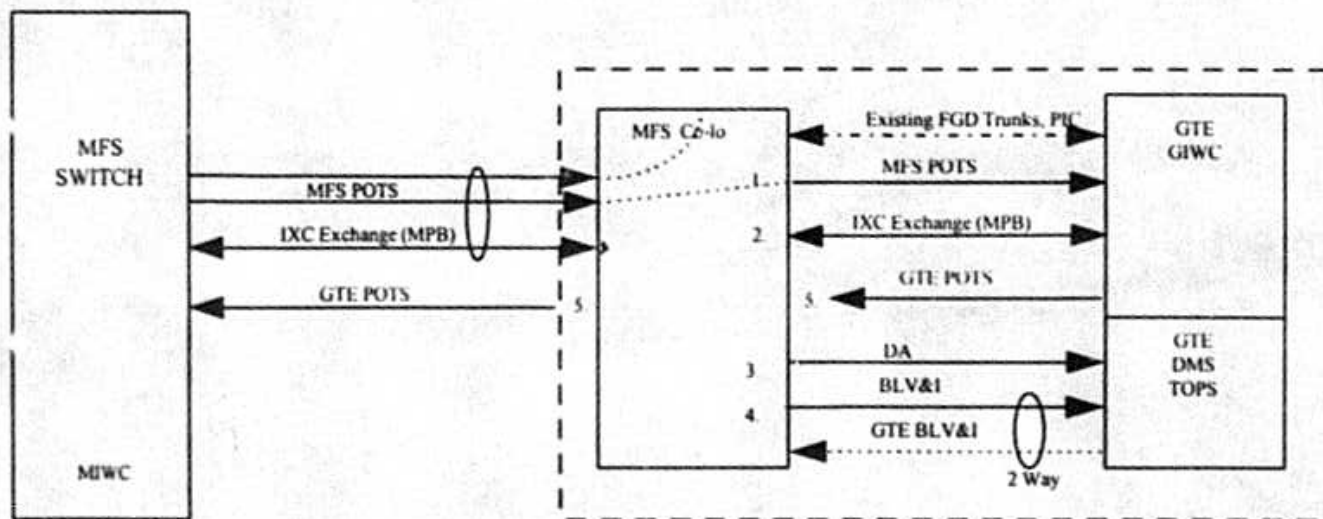 MFS
SWITCH
MIWC
MFS POTS
IXC Exchange (MPB)
GTE POTS
5
MFS Co-lo
1.
2.
5.
3.
4.
Existing FGD Trunks, PIC
MFS POTS
IXC Exchange (MPB)
GTE POTS
DA
BLV&I
GTE BLV&I
2 Way
GTE
GIWC
GTE
DMS
TOPS